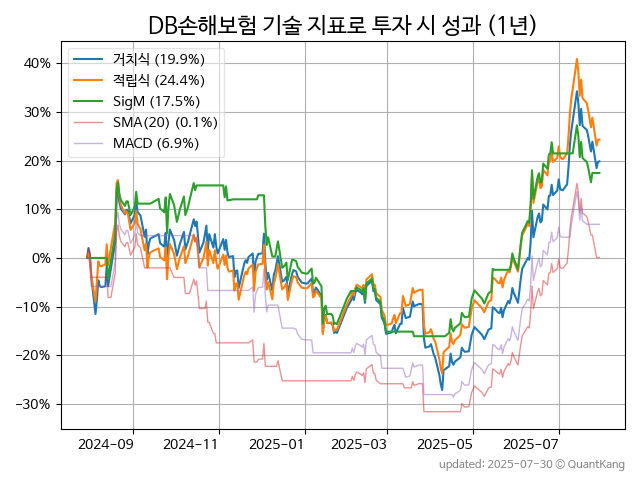 DB손해보험 기술 지표로 투자 시 성과 (1년)
거치식 (19.9%)
적립식 (24.4%)
SigM (17.5%)
SMA(20) (0.1%)
MACD (6.9%)
40%
30%
20%
10%
0%
−10%
−20%
−30%
2024-09 2024-11 2025-01 2025-03 2025-05 2025-07
updated: 2025-07-30 © QuantKang